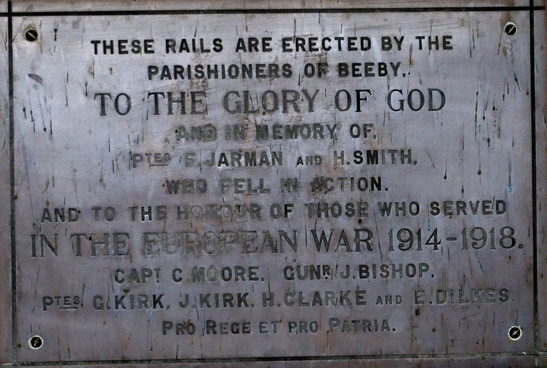 THESE RAILS ARE ERECTED BY THE
PARISHIONERS OF BEEBY,
TO THE GLORY OF GOD
AND IN MEMORY OF
PTES F. JARMAN AND H. SMITH,
WHO FELL IN ACTION.
AND TO THE HONOUR OF THOSE WHO SERVED
IN THE EUROPEAN WAR 1914-1918.
CAPT C. MOORE. GUNR J. BISHOP.
PTES G. KIRK, J. KIRK, H. CLARKE AND E. DILKES
PRO REGE ET PRO PATRIA.